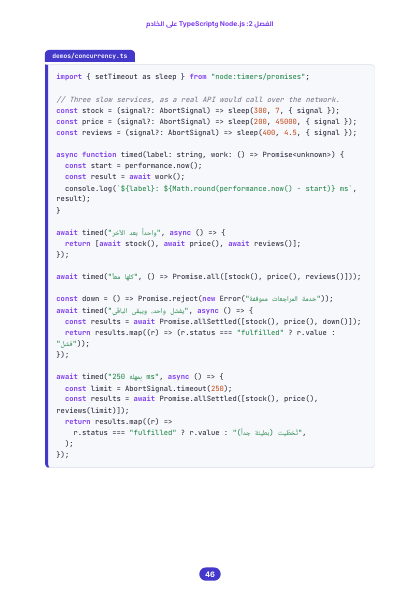 الفصل 2: Node.js وTypeScript على الخادم
demos/concurrency.ts
import { setTimeout as sleep } from "node:timers/promises";
// Three slow services, as a real API would call over the network.
const stock = (signal?: AbortSignal) => sleep(300, 7, { signal });
const price = (signal?: AbortSignal) => sleep(200, 45000, { signal });
const reviews = (signal?: AbortSignal) => sleep(400, 4.5, { signal });
async function timed(label: string, work: () => Promise<unknown>) {
const start = performance.now();
const result = await work();
console.log(`${label}: ${Math.round(performance.now() - start)} ms`,
result);
}
await timed("واحداً بعد الآخر", async () => {
return [await stock(), await price(), await reviews()];
});
await timed("كلها معاً", () => Promise.all([stock(), price(), reviews()]));
const down = () => Promise.reject(new Error("خدمة المراجعات متوقفة"));
await timed("يفشل واحد، ويبقى الباقي", async () => {
const results = await Promise.allSettled([stock(), price(), down()]);
return results.map((r) => (r.status === "fulfilled" ? r.value :
"فشل"));
});
await timed("250 مهلة ms", async () => {
const limit = AbortSignal.timeout(250);
const results = await Promise.allSettled([stock(), price(),
reviews(limit)]);
return results.map((r) =>
r.status === "fulfilled" ? r.value : "تُخطّيت (بطيئة جداً)",
);
});
46